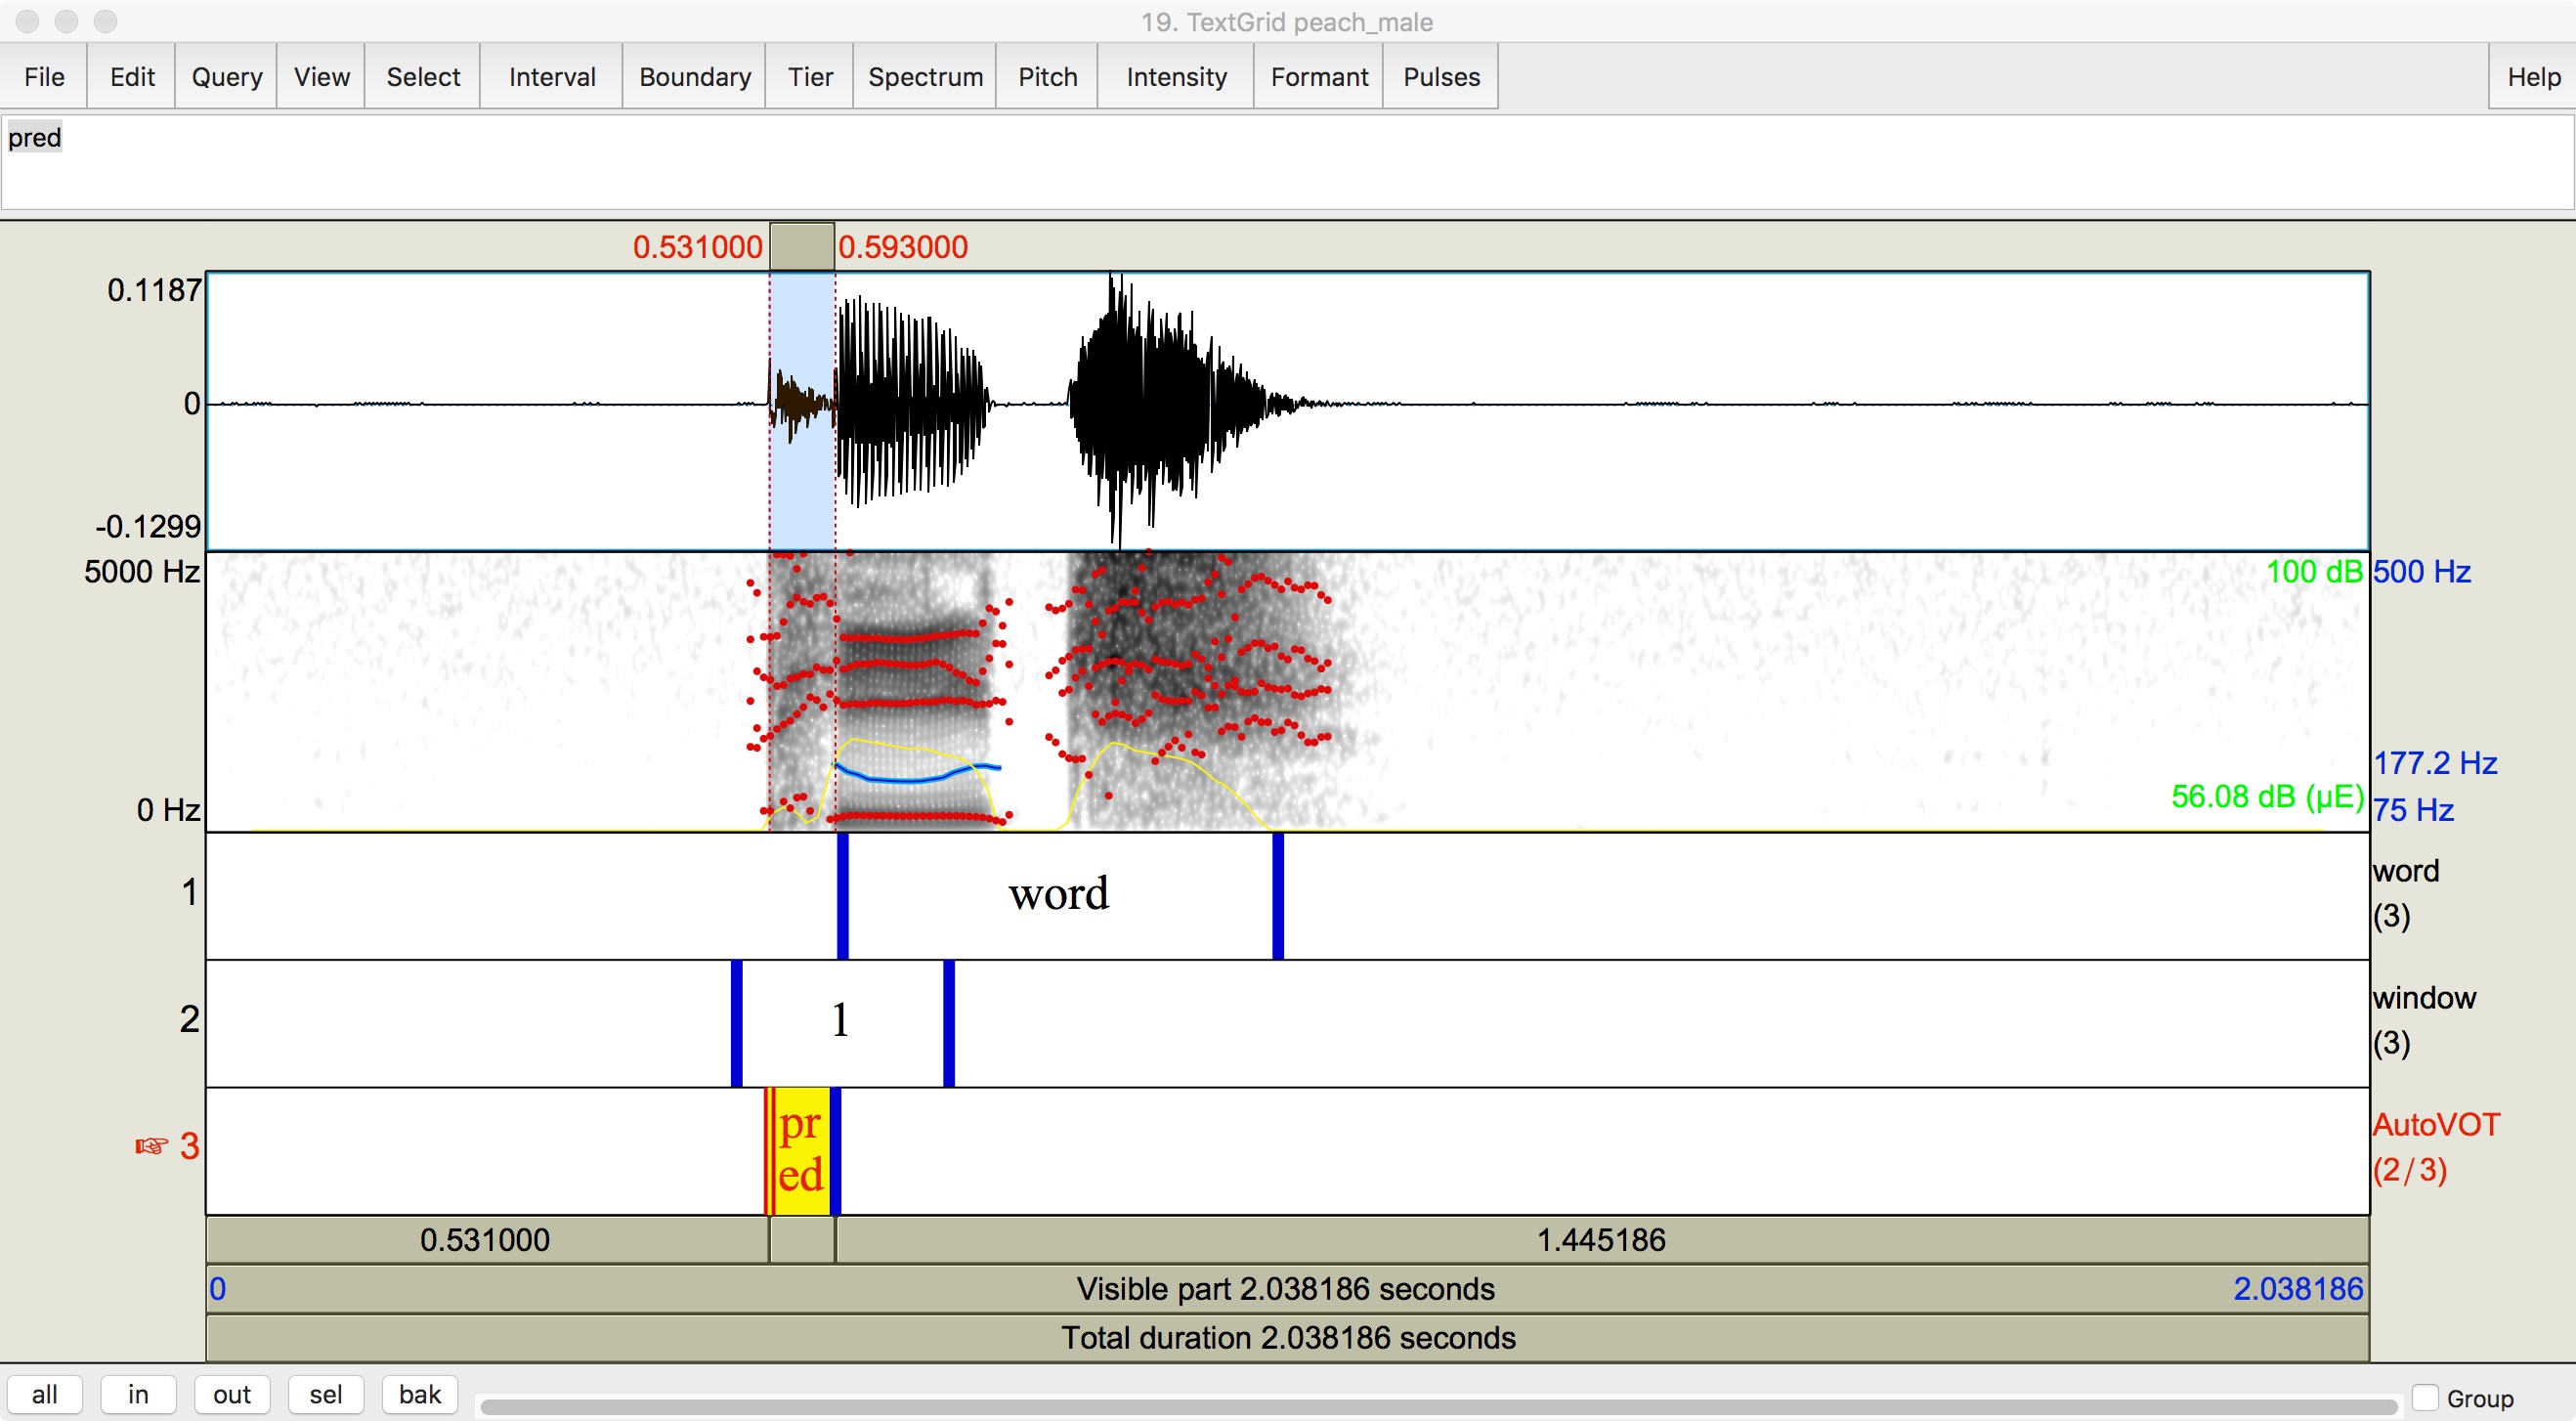 19. TextGrid peach_male
File Edit Query View Select Interval Boundary Tier Spectrum Pitch Intensity Formant Pulses Help
pred
0.531000 0.593000
0.1187
0
-0.1299
5000 Hz 100 dB 500 Hz
177.2 Hz
56.08 dB (µE)
0 Hz 75 Hz
1 word word
(3)
2 1 window
(3)
☞ 3 pr AutoVOT
ed (2/3)
0.531000 1.445186
0 Visible part 2.038186 seconds 2.038186
Total duration 2.038186 seconds
all in out sel bak Group